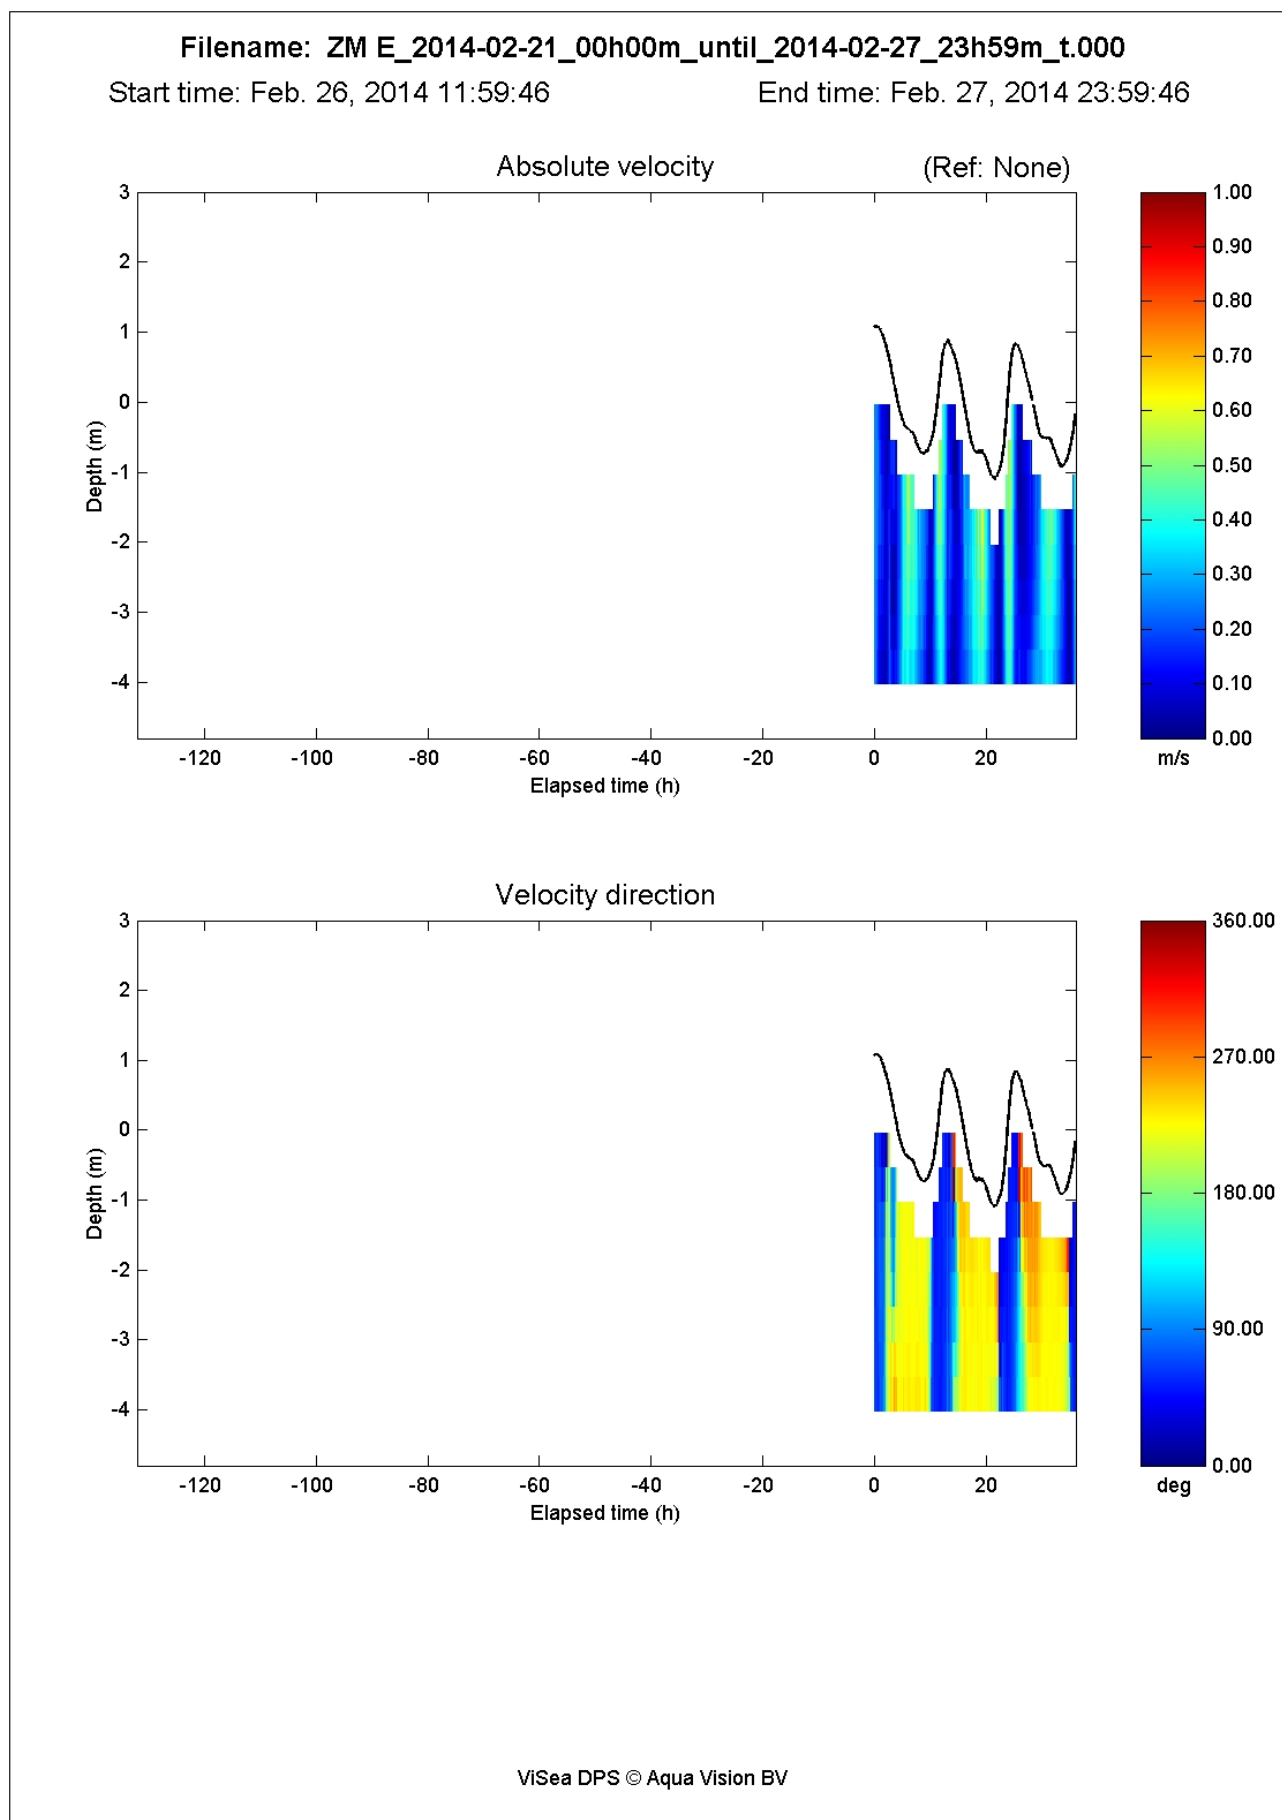 Filename:  ZM E_2014-02-21_00h00m_until_2014-02-27_23h59m_t.000
Start time: Feb. 26, 2014 11:59:46 End time: Feb. 27, 2014 23:59:46
Absolute velocity (Ref: None)
3
2
1
0
-1
-2
-3
-4
Depth (m)
-120 -100 -80 -60 -40 -20 0 20
Elapsed time (h)
1.00
0.90
0.80
0.70
0.60
0.50
0.40
0.30
0.20
0.10
0.00
m/s
Velocity direction
3
2
1
0
-1
-2
-3
-4
Depth (m)
-120 -100 -80 -60 -40 -20 0 20
Elapsed time (h)
360.00
270.00
180.00
90.00
0.00
deg
ViSea DPS © Aqua Vision BV